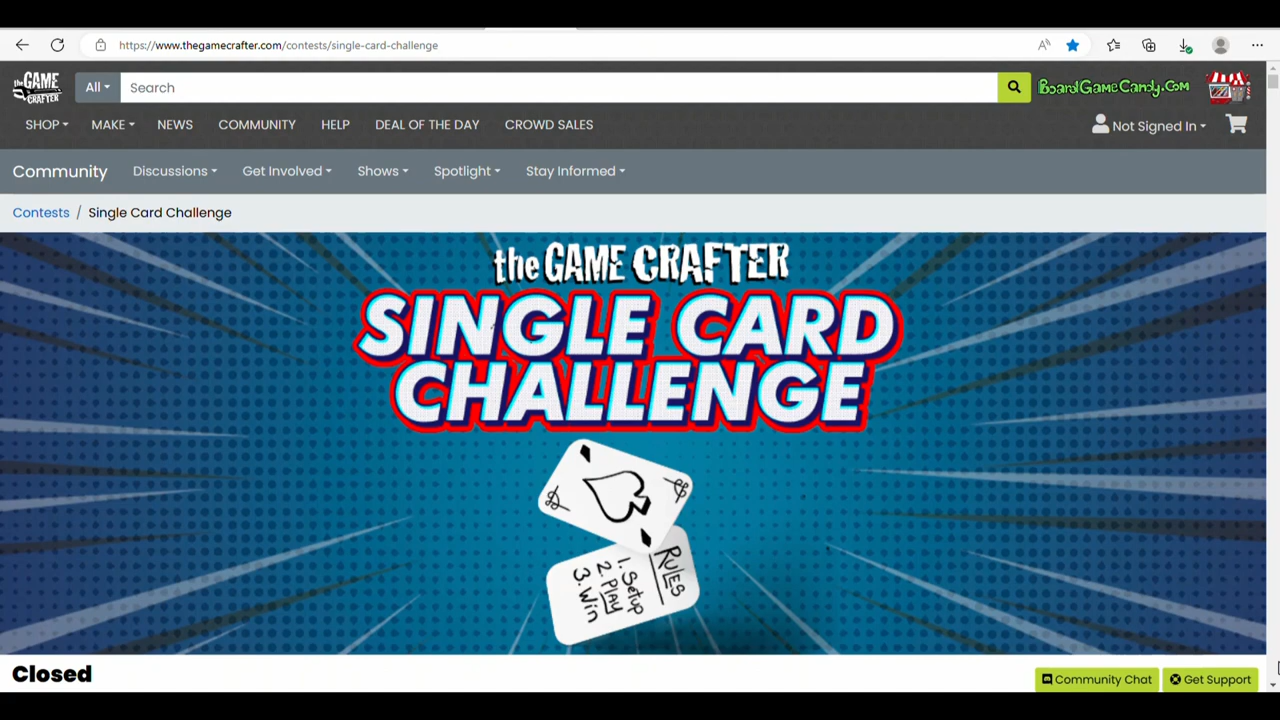 https://www.thegamecrafter.com/contests/single-card-challenge
the GAME CRAFTER
All
Search
BoardGameCandy.Com
SHOP MAKE NEWS COMMUNITY HELP DEAL OF THE DAY CROWD SALES
Not Signed In
Community Discussions Get Involved Shows Spotlight Stay Informed
Contests / Single Card Challenge
the GAME CRAFTER
SINGLE CARD
CHALLENGE
RULES
1. Setup
2. PLAY
3. Win
Closed
Community Chat
Get Support